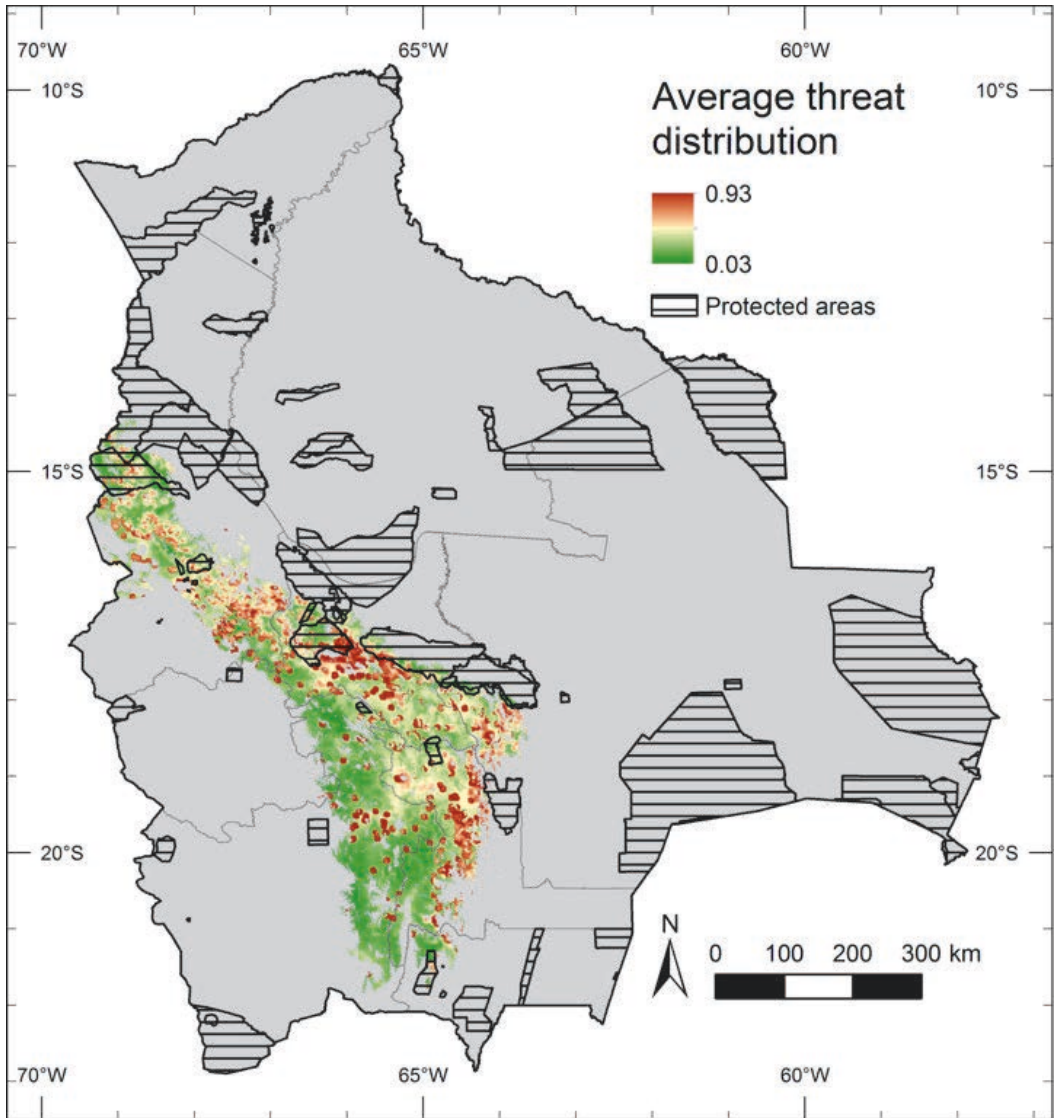 70°W 65°W 60°W
10°S 10°S
Average threat
distribution
0.93
0.03
Protected areas
15°S 15°S
20°S 20°S
N
0 100 200 300 km
70°W 65°W 60°W